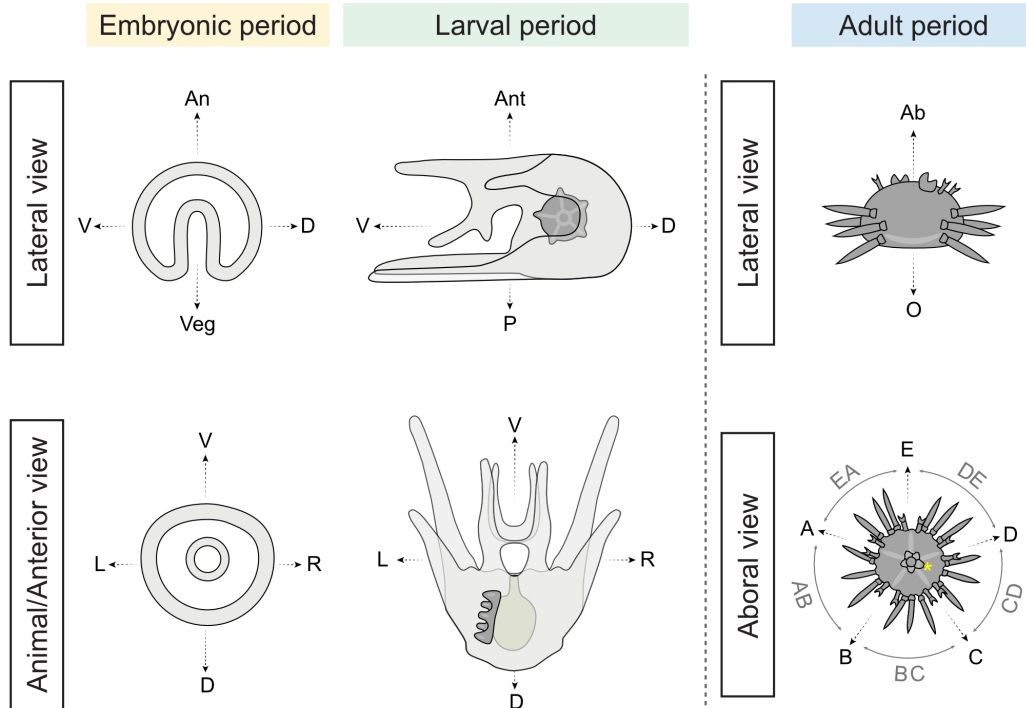 Embryonic period
Larval period
Adult period
Lateral view
An
V
D
Veg
Ant
V
D
P
Lateral view
Ab
O
Animal/Anterior view
V
L
R
D
V
L
R
D
Aboral view
E
EA
DE
A
D
AB
*
CD
B
C
BC